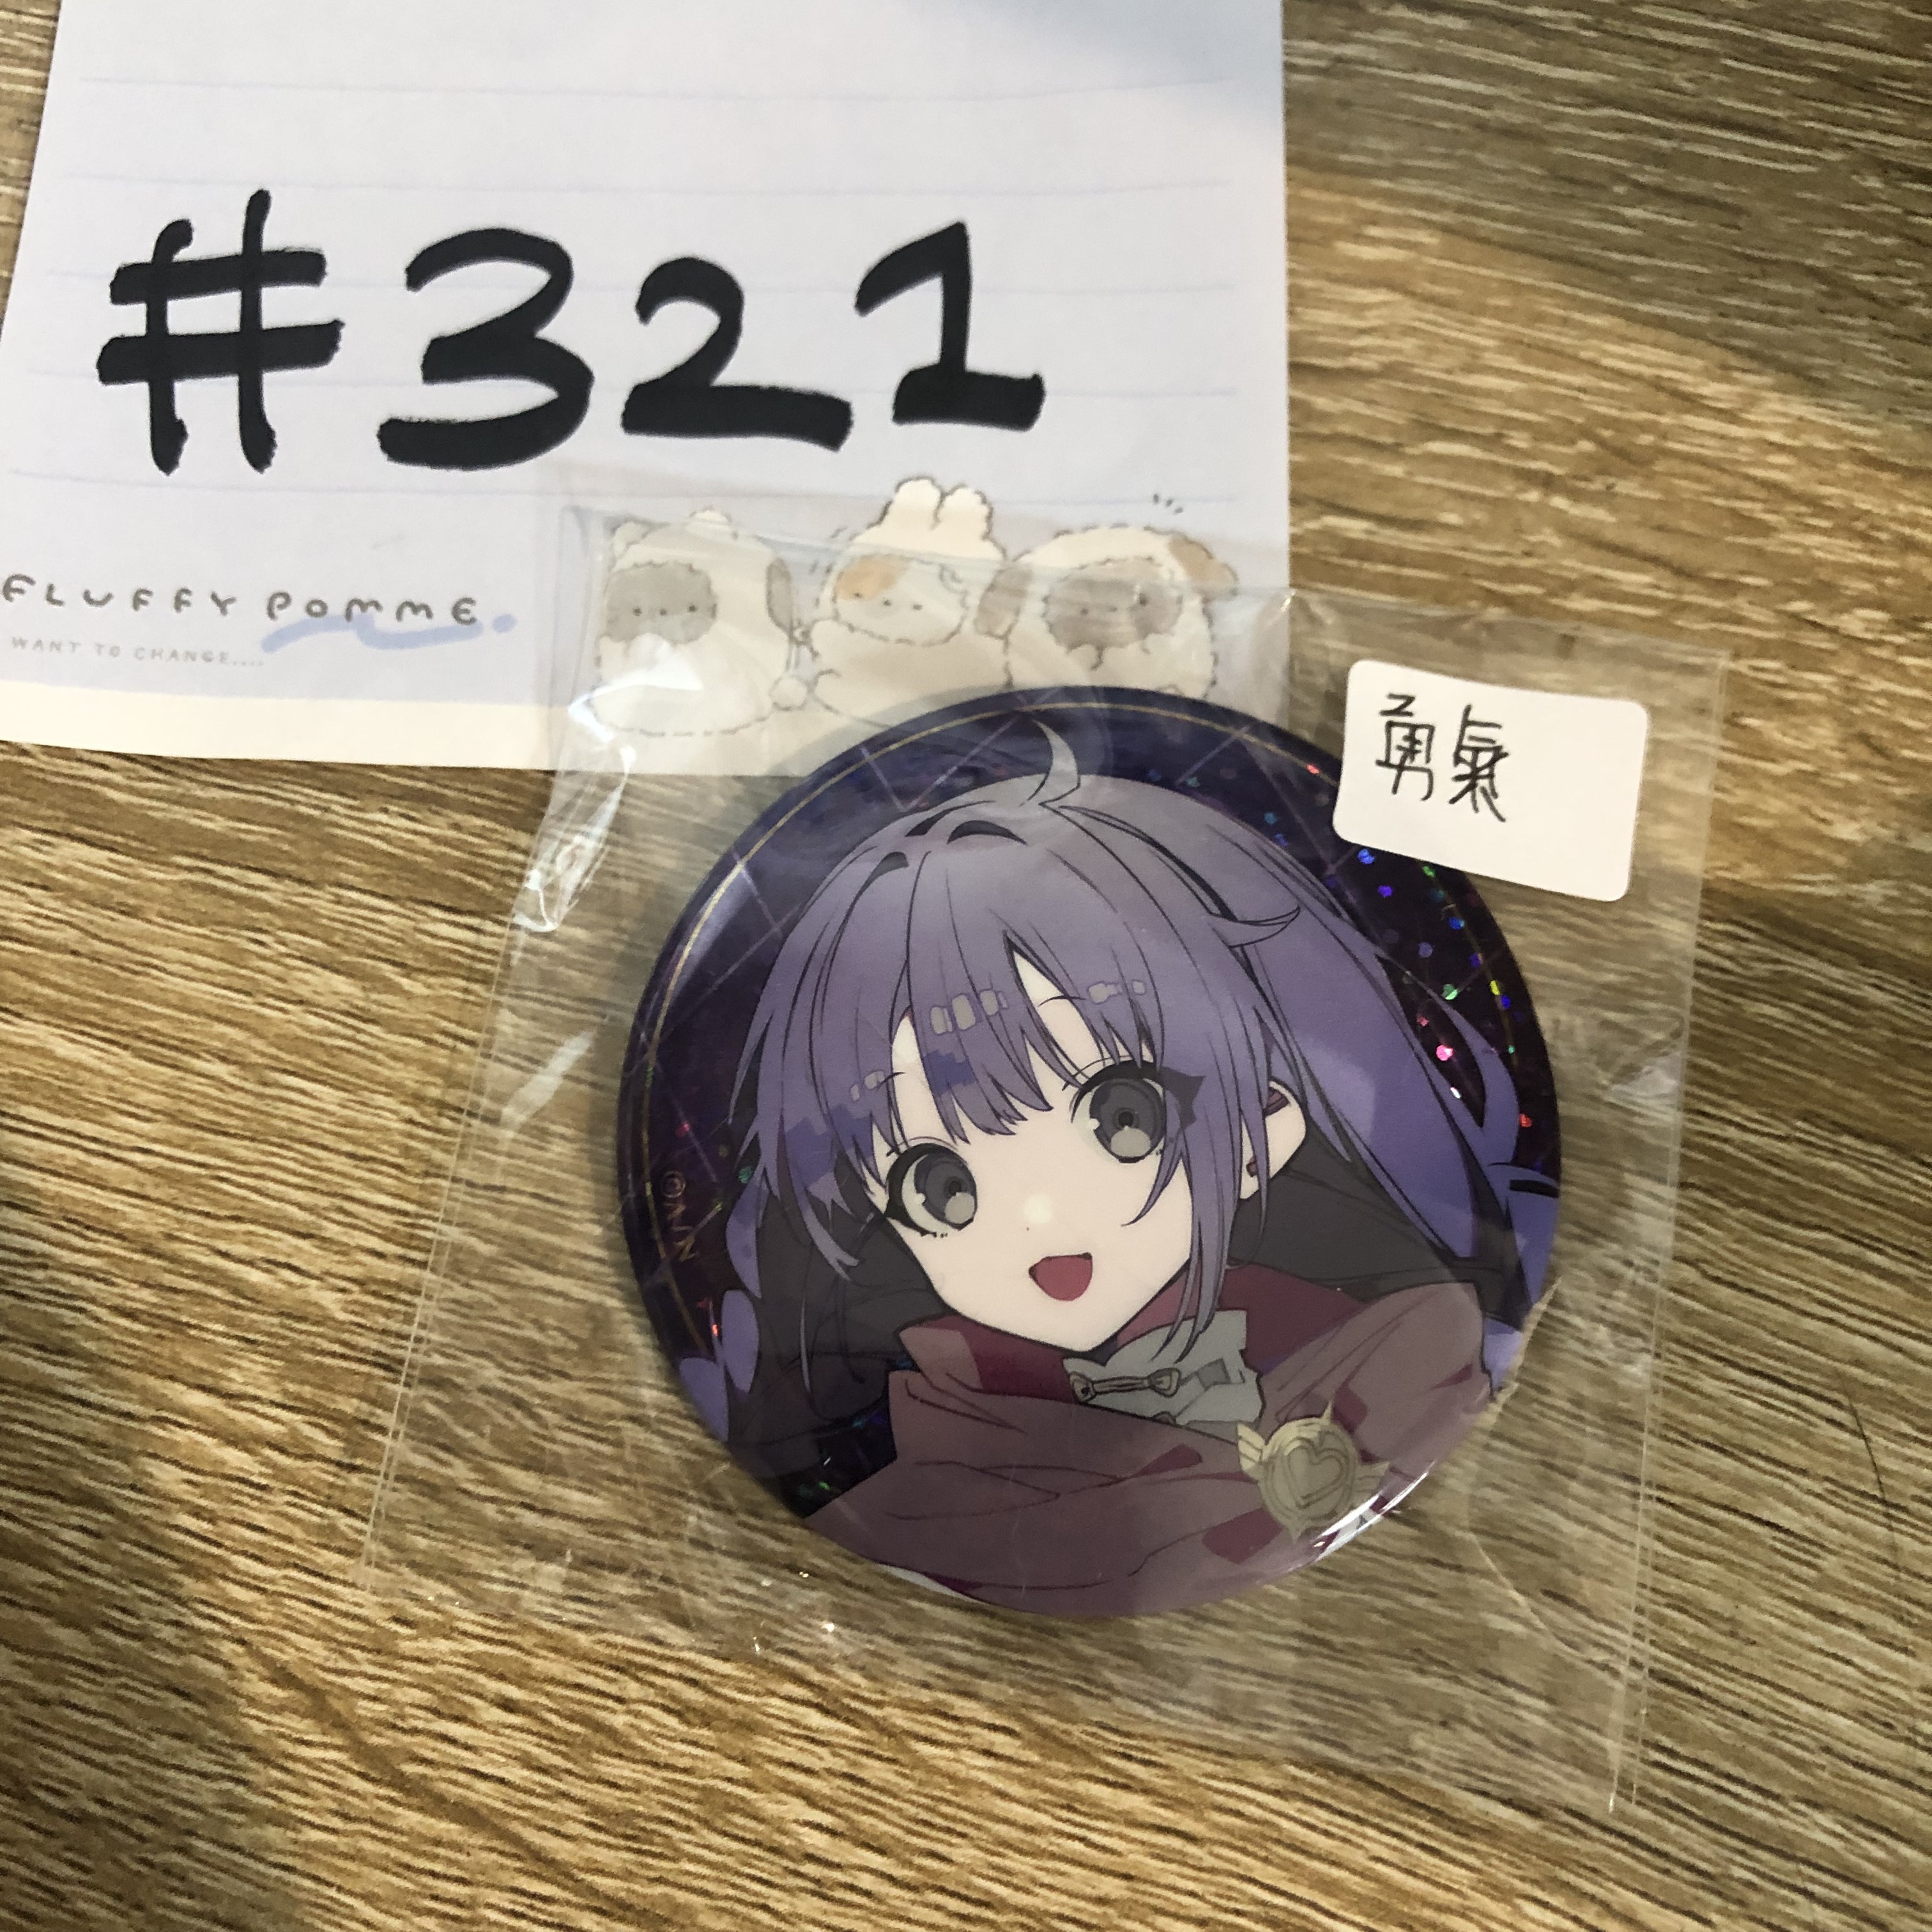 #321
FLUFFY POMME.
WANT TO CHANGE....
勇氣